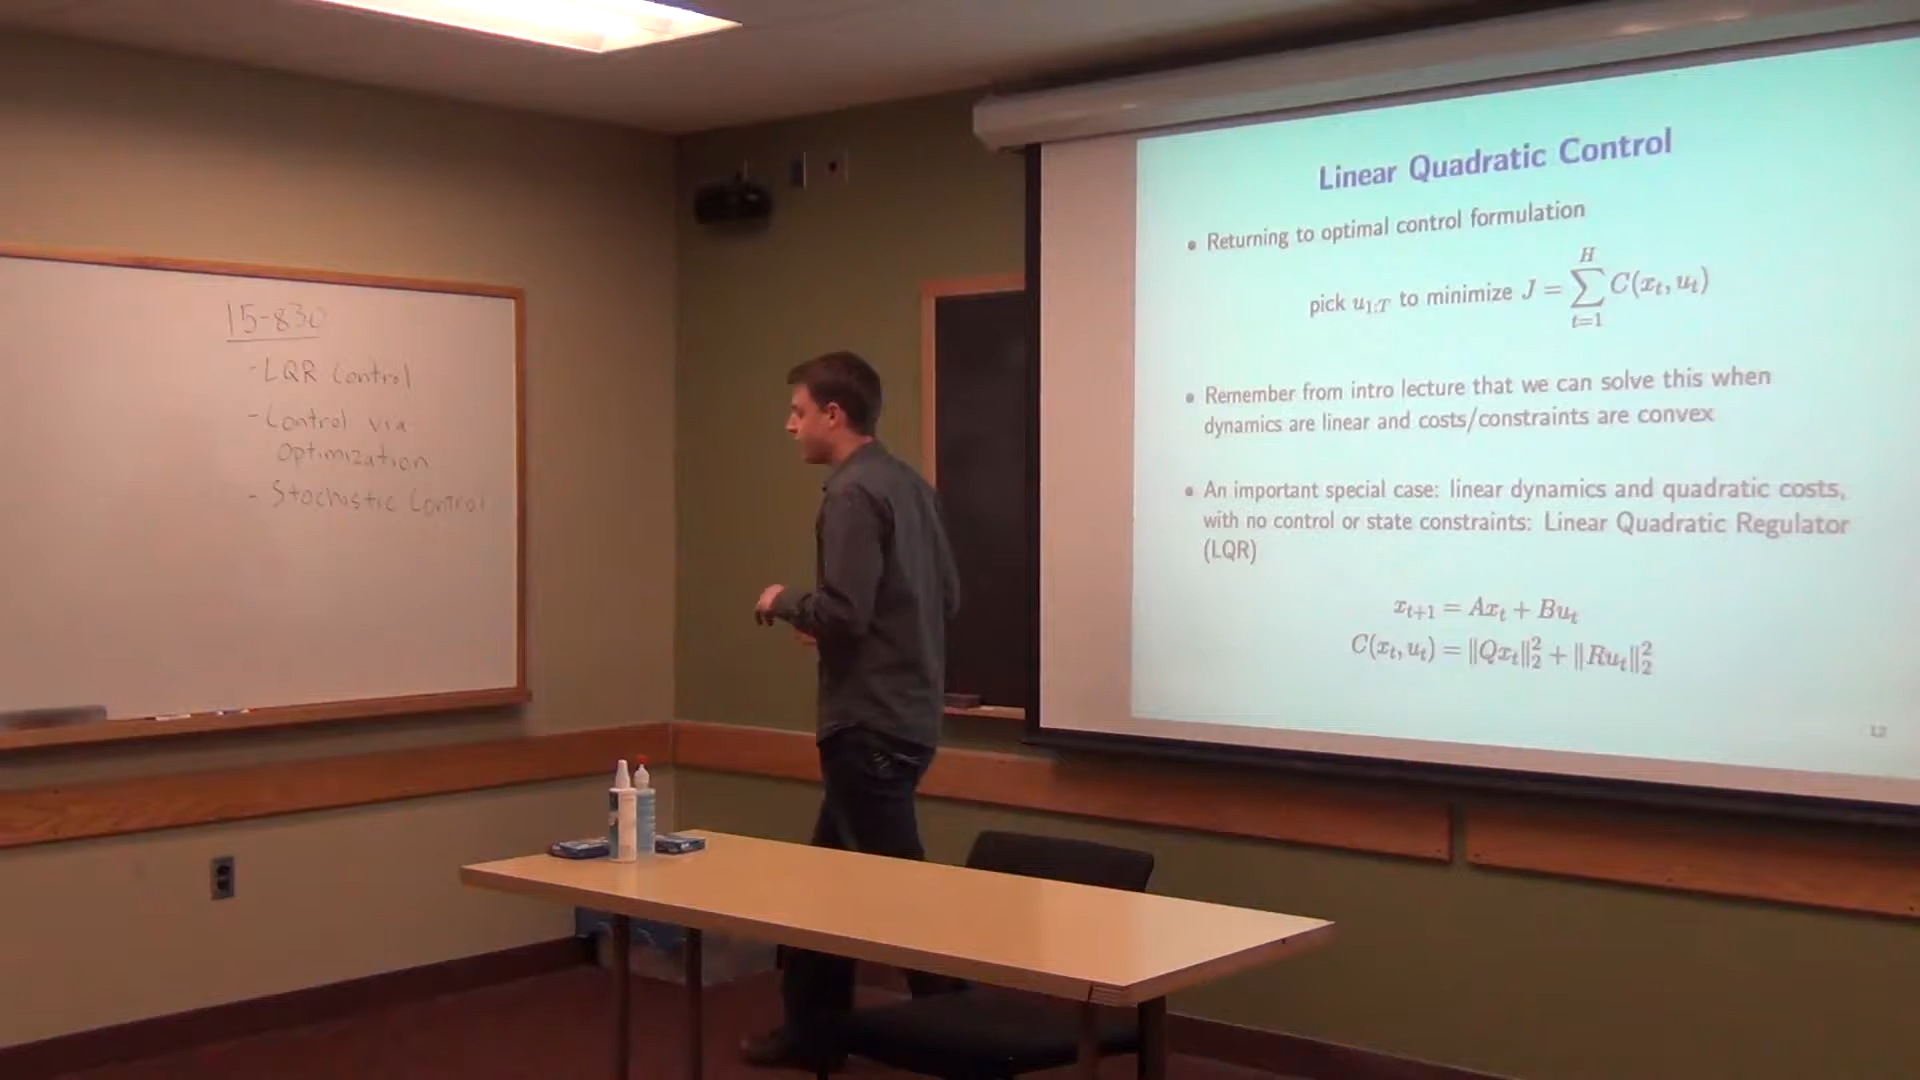 15-830
- LQR Control
- Control via
Optimization
- Stochastic Control
Linear Quadratic Control
• Returning to optimal control formulation
pick u_{1:T} to minimize J = \sum_{t=1}^{H} C(x_t, u_t)
• Remember from intro lecture that we can solve this when
dynamics are linear and costs/constraints are convex
• An important special case: linear dynamics and quadratic costs,
with no control or state constraints: Linear Quadratic Regulator
(LQR)
x_{t+1} = Ax_t + Bu_t
C(x_t, u_t) = ‖Qx_t‖_2^2 + ‖Ru_t‖_2^2
12